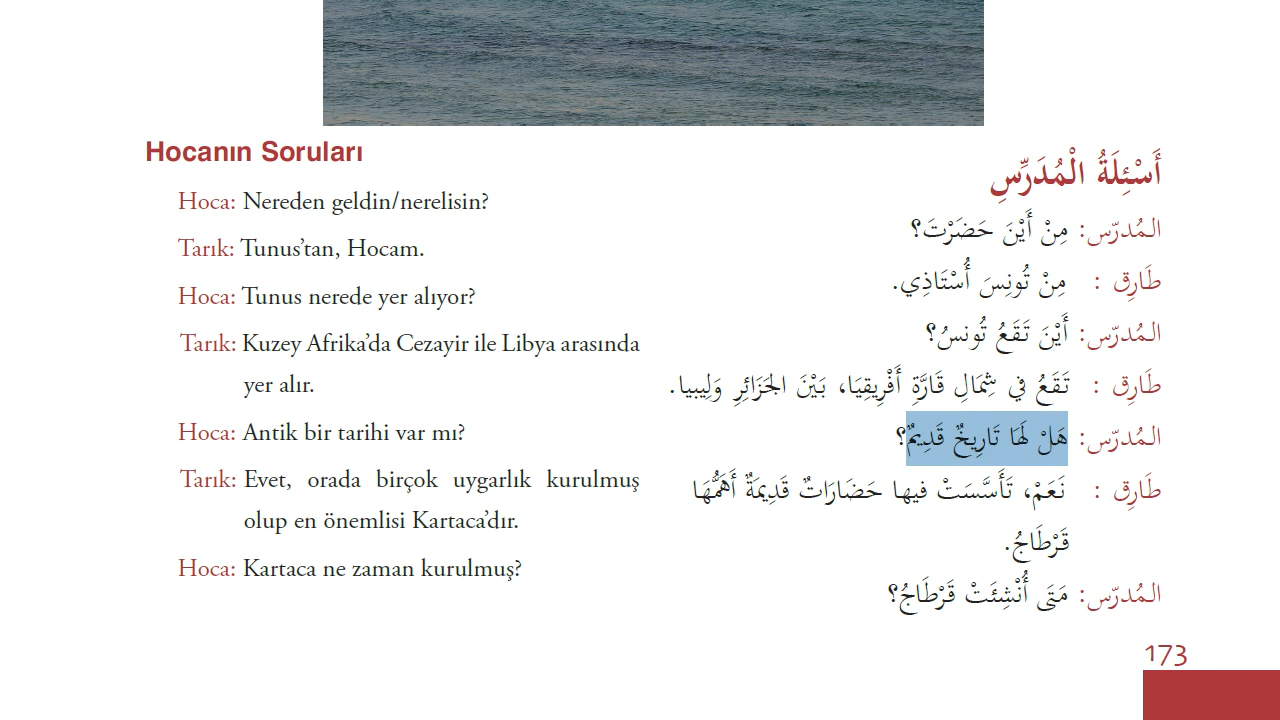 Hocanın Soruları
Hoca: Nereden geldin/nerelisin?
Tarık: Tunus’tan, Hocam.
Hoca: Tunus nerede yer alıyor?
Tarık: Kuzey Afrika’da Cezayir ile Libya arasında
yer alır.
Hoca: Antik bir tarihi var mı?
Tarık: Evet, orada birçok uygarlık kurulmuş
olup en önemlisi Kartaca’dır.
Hoca: Kartaca ne zaman kurulmuş?
أَسْئِلَةُ الْمُدَرِّسِ
المُدرّس: مِنْ أَيْنَ حَضَرْتَ؟
طَارِق : مِنْ تُونِسَ أُسْتَاذِي.
المُدرّس: أَيْنَ تَقَعُ تُونسُ؟
طَارِق : تَقَعُ في شِمَالِ قَارَّةِ أَفْرِيقِيَا، بَيْنَ الجَزَائِرِ وَلِيبيا.
المُدرّس: هَلْ لَهَا تَارِيخٌ قَدِيمٌ؟
طَارِق : نَعَمْ، تَأَسَّسَتْ فيها حَضَارَاتٌ قَدِيمَةٌ أَهَمُّهَا
قَرْطَاجُ.
المُدرّس: مَتَى أُنْشِئَتْ قَرْطَاجُ؟
173